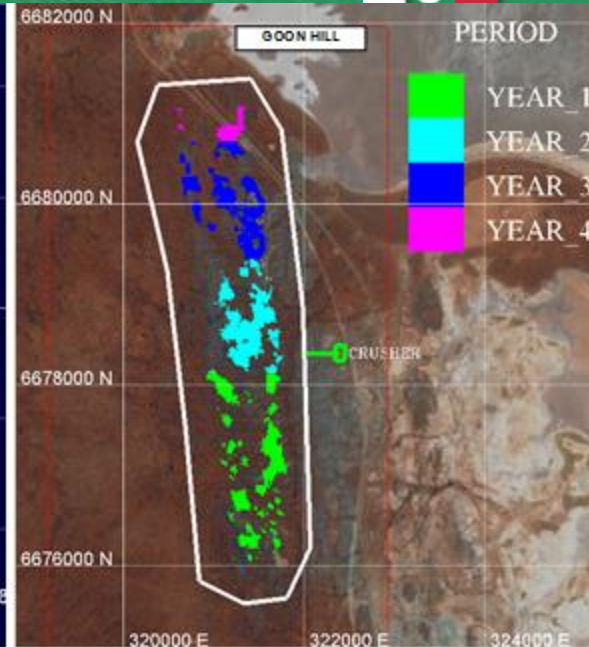 6682000 N
GOON HILL
PERIOD
YEAR_1
YEAR_2
YEAR_3
YEAR_4
6680000 N
CRUSHER
6678000 N
6676000 N
320000 E
322000 E
324000 E